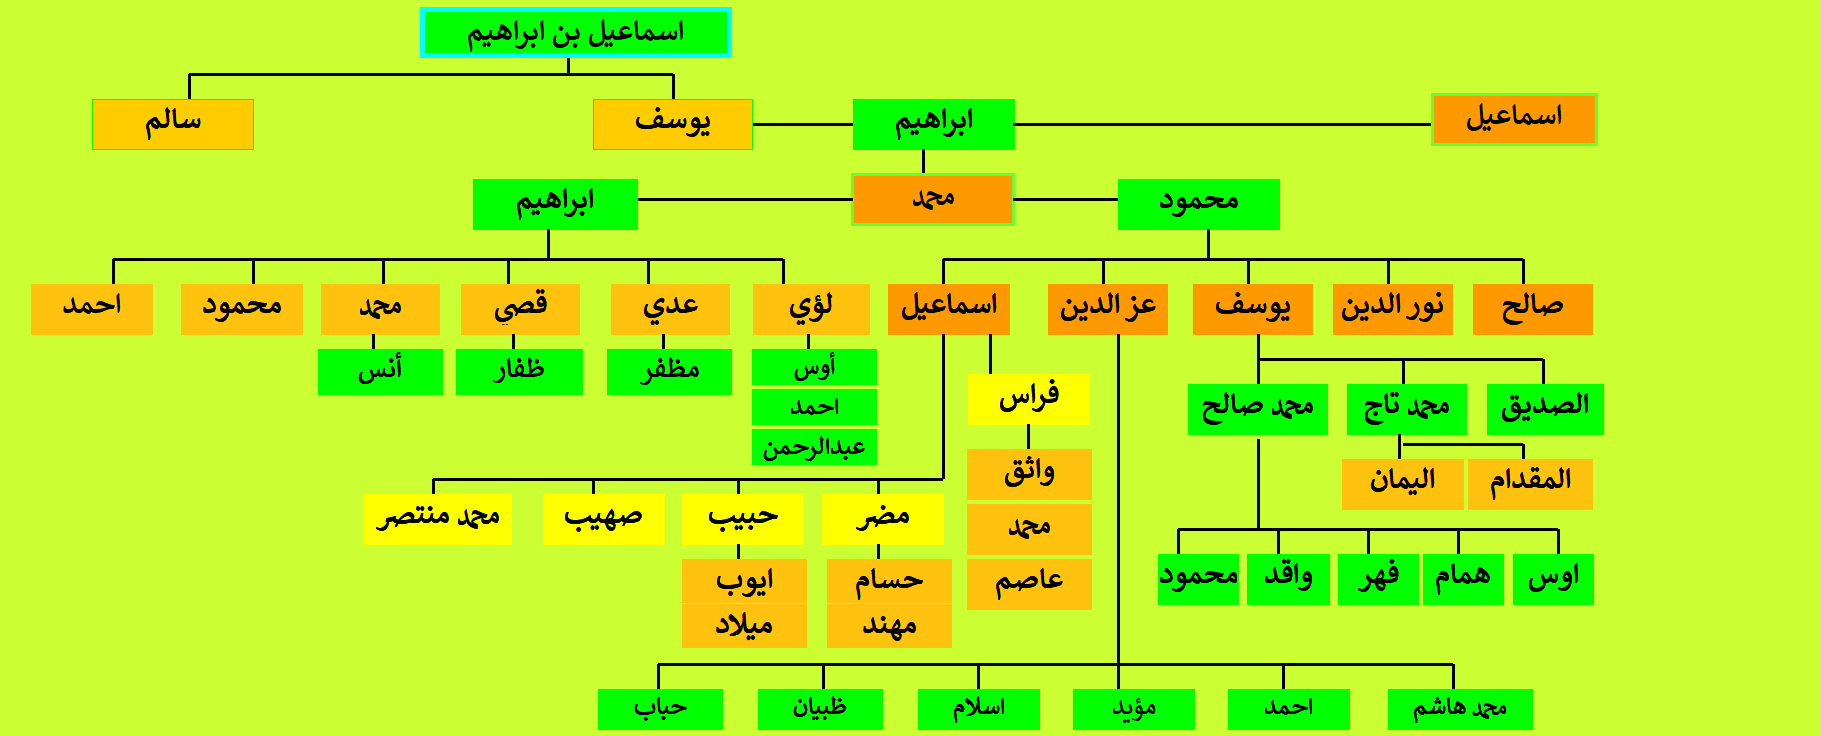 اسماعيل بن ابراهيم
اسماعيل
ابراهيم
يوسف
سالم
محمود
محمد
ابراهيم
صالح
نور الدين
يوسف
عز الدين
اسماعيل
لؤي
عدي
قصي
محمد
محمود
احمد
أوس
مظفر
ظفار
أنس
الصديق
محمد تاج
محمد صالح
فراس
احمد
عبدالرحمن
المقدام
اليمان
واثق
محمد
عاصم
مضر
حبيب
صهيب
محمد منتصر
اوس
همام
فهر
واقد
محمود
حسام
ايوب
مهند
ميلاد
محمد هاشم
احمد
مؤيد
اسلام
ظبيان
حباب